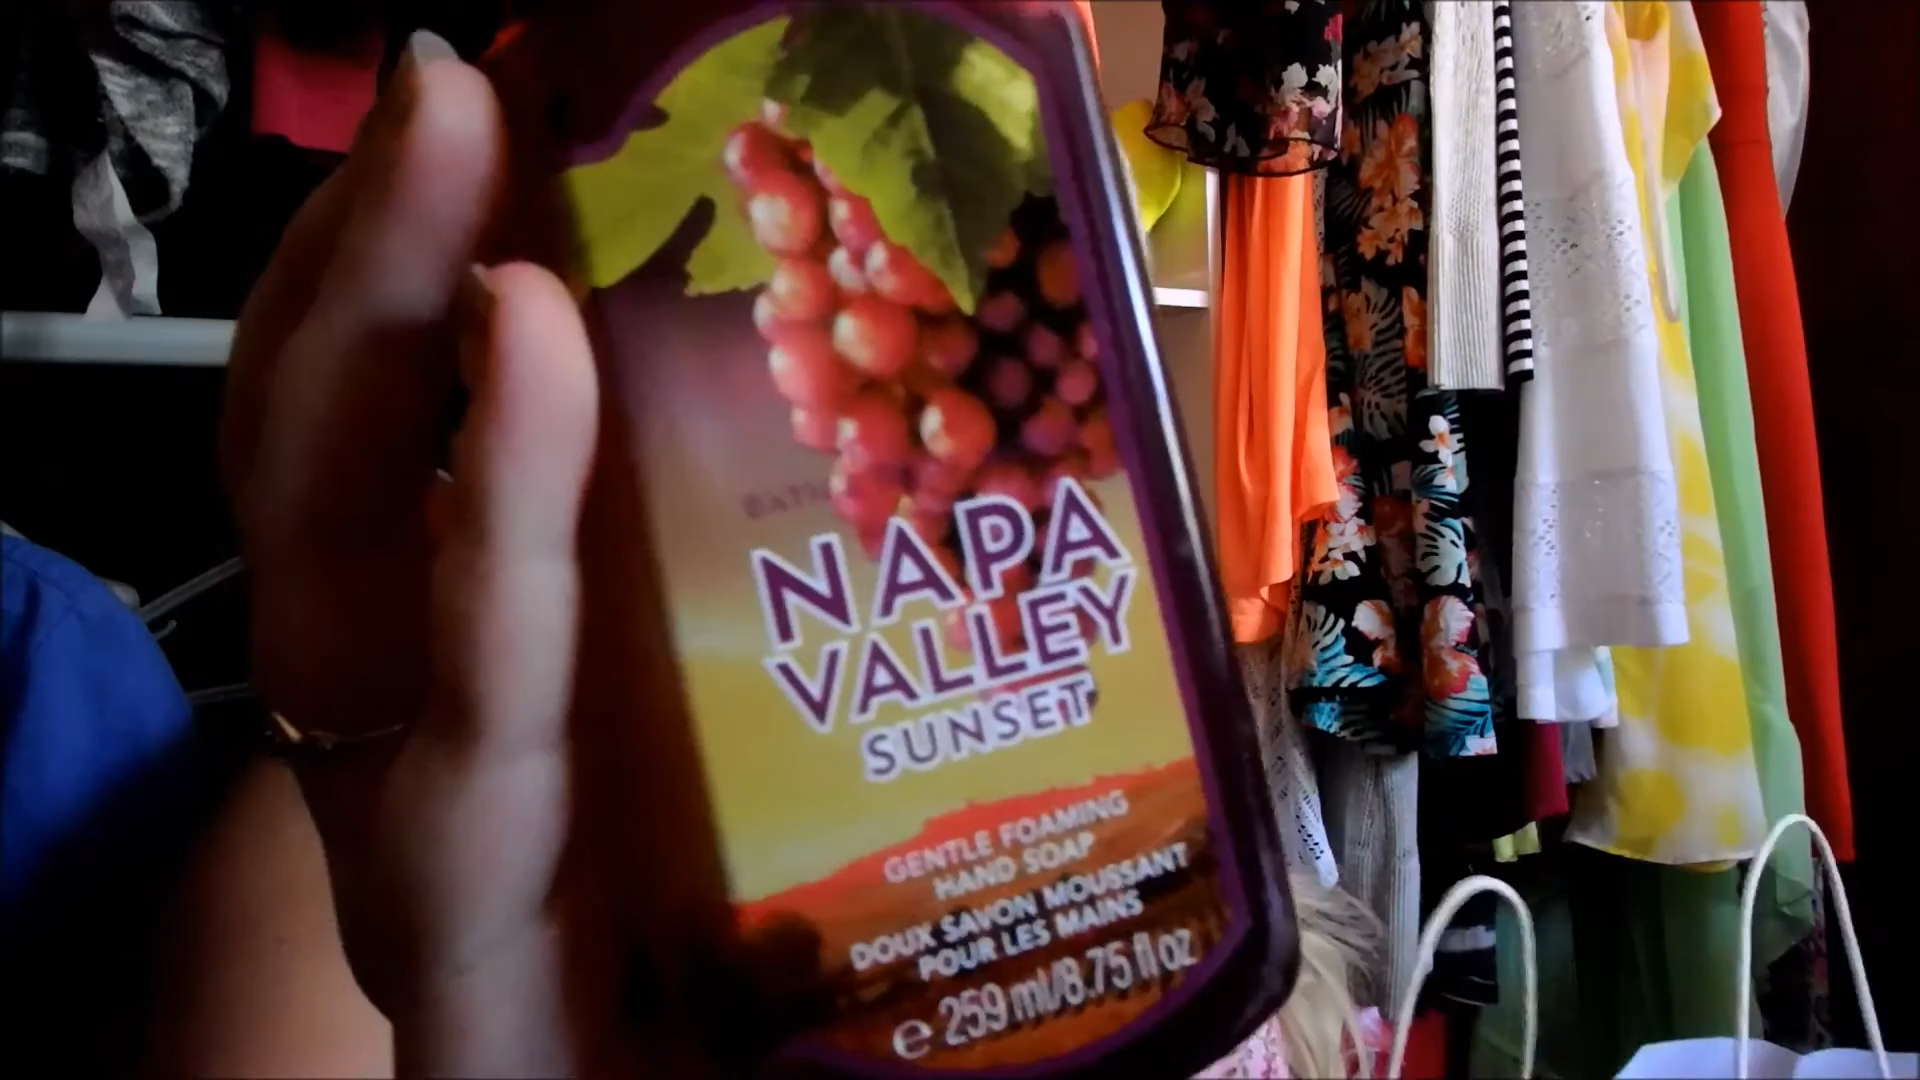 NAPA
VALLEY
SUNSET
GENTLE FOAMING
HAND SOAP
DOUX SAVON MOUSSANT
POUR LES MAINS
e 259 ml/8.75 fl oz